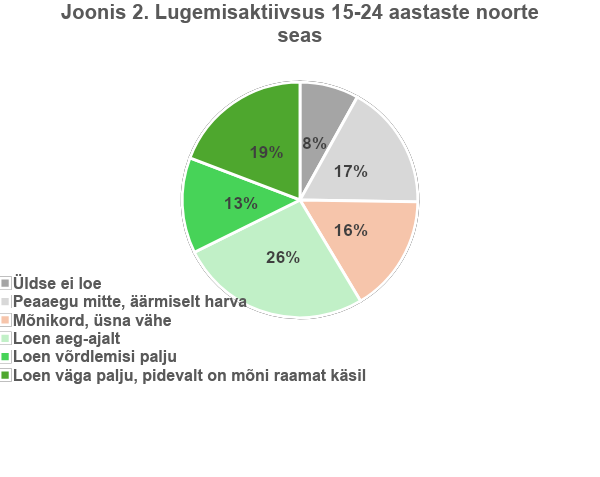 Joonis 2. Lugemisaktiivsus 15-24 aastaste noorte
seas
8%
19%
17%
13%
16%
26%
Üldse ei loe
Peaaegu mitte, äärmiselt harva
Mõnikord, üsna vähe
Loen aeg-ajalt
Loen võrdlemisi palju
Loen väga palju, pidevalt on mõni raamat käsil